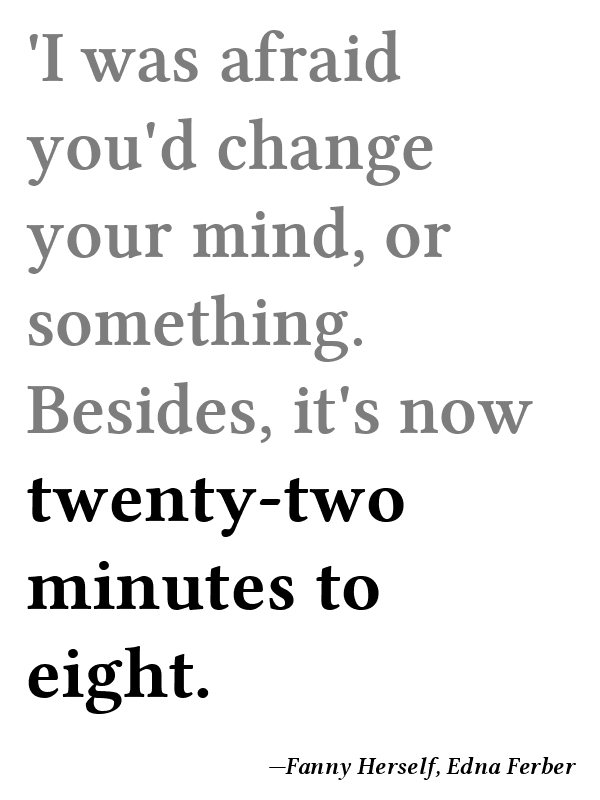 'I was afraid
you'd change
your mind, or
something.
Besides, it's now
twenty-two
minutes to
eight.
—Fanny Herself, Edna Ferber